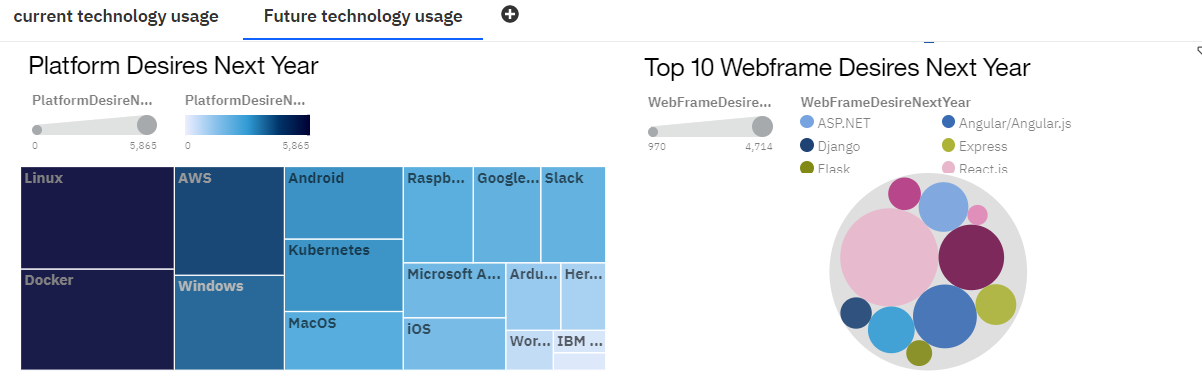 current technology usage
Future technology usage
Platform Desires Next Year
PlatformDesireN...
PlatformDesireN...
0
5,865
0
5,865
Linux
Docker
AWS
Windows
Android
Kubernetes
MacOS
Raspb...
Google...
Slack
Microsoft A...
iOS
Ardu...
Her...
Wor...
IBM ...
Top 10 Webframe Desires Next Year
WebFrameDesire...
970
4,714
WebFrameDesireNextYear
ASP.NET
Angular/Angular.js
Django
Express
Flask
React.js